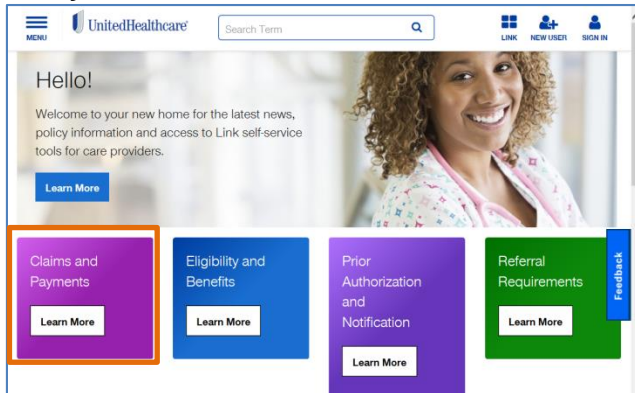 MENU
UnitedHealthcare
Search Term
LINK
NEW USER
SIGN IN
Hello!
Welcome to your new home for the latest news,
policy information and access to Link self-service
tools for care providers.
Learn More
Claims and
Payments
Learn More
Eligibility and
Benefits
Learn More
Prior
Authorization
and
Notification
Learn More
Referral
Requirements
Learn More
Feedback